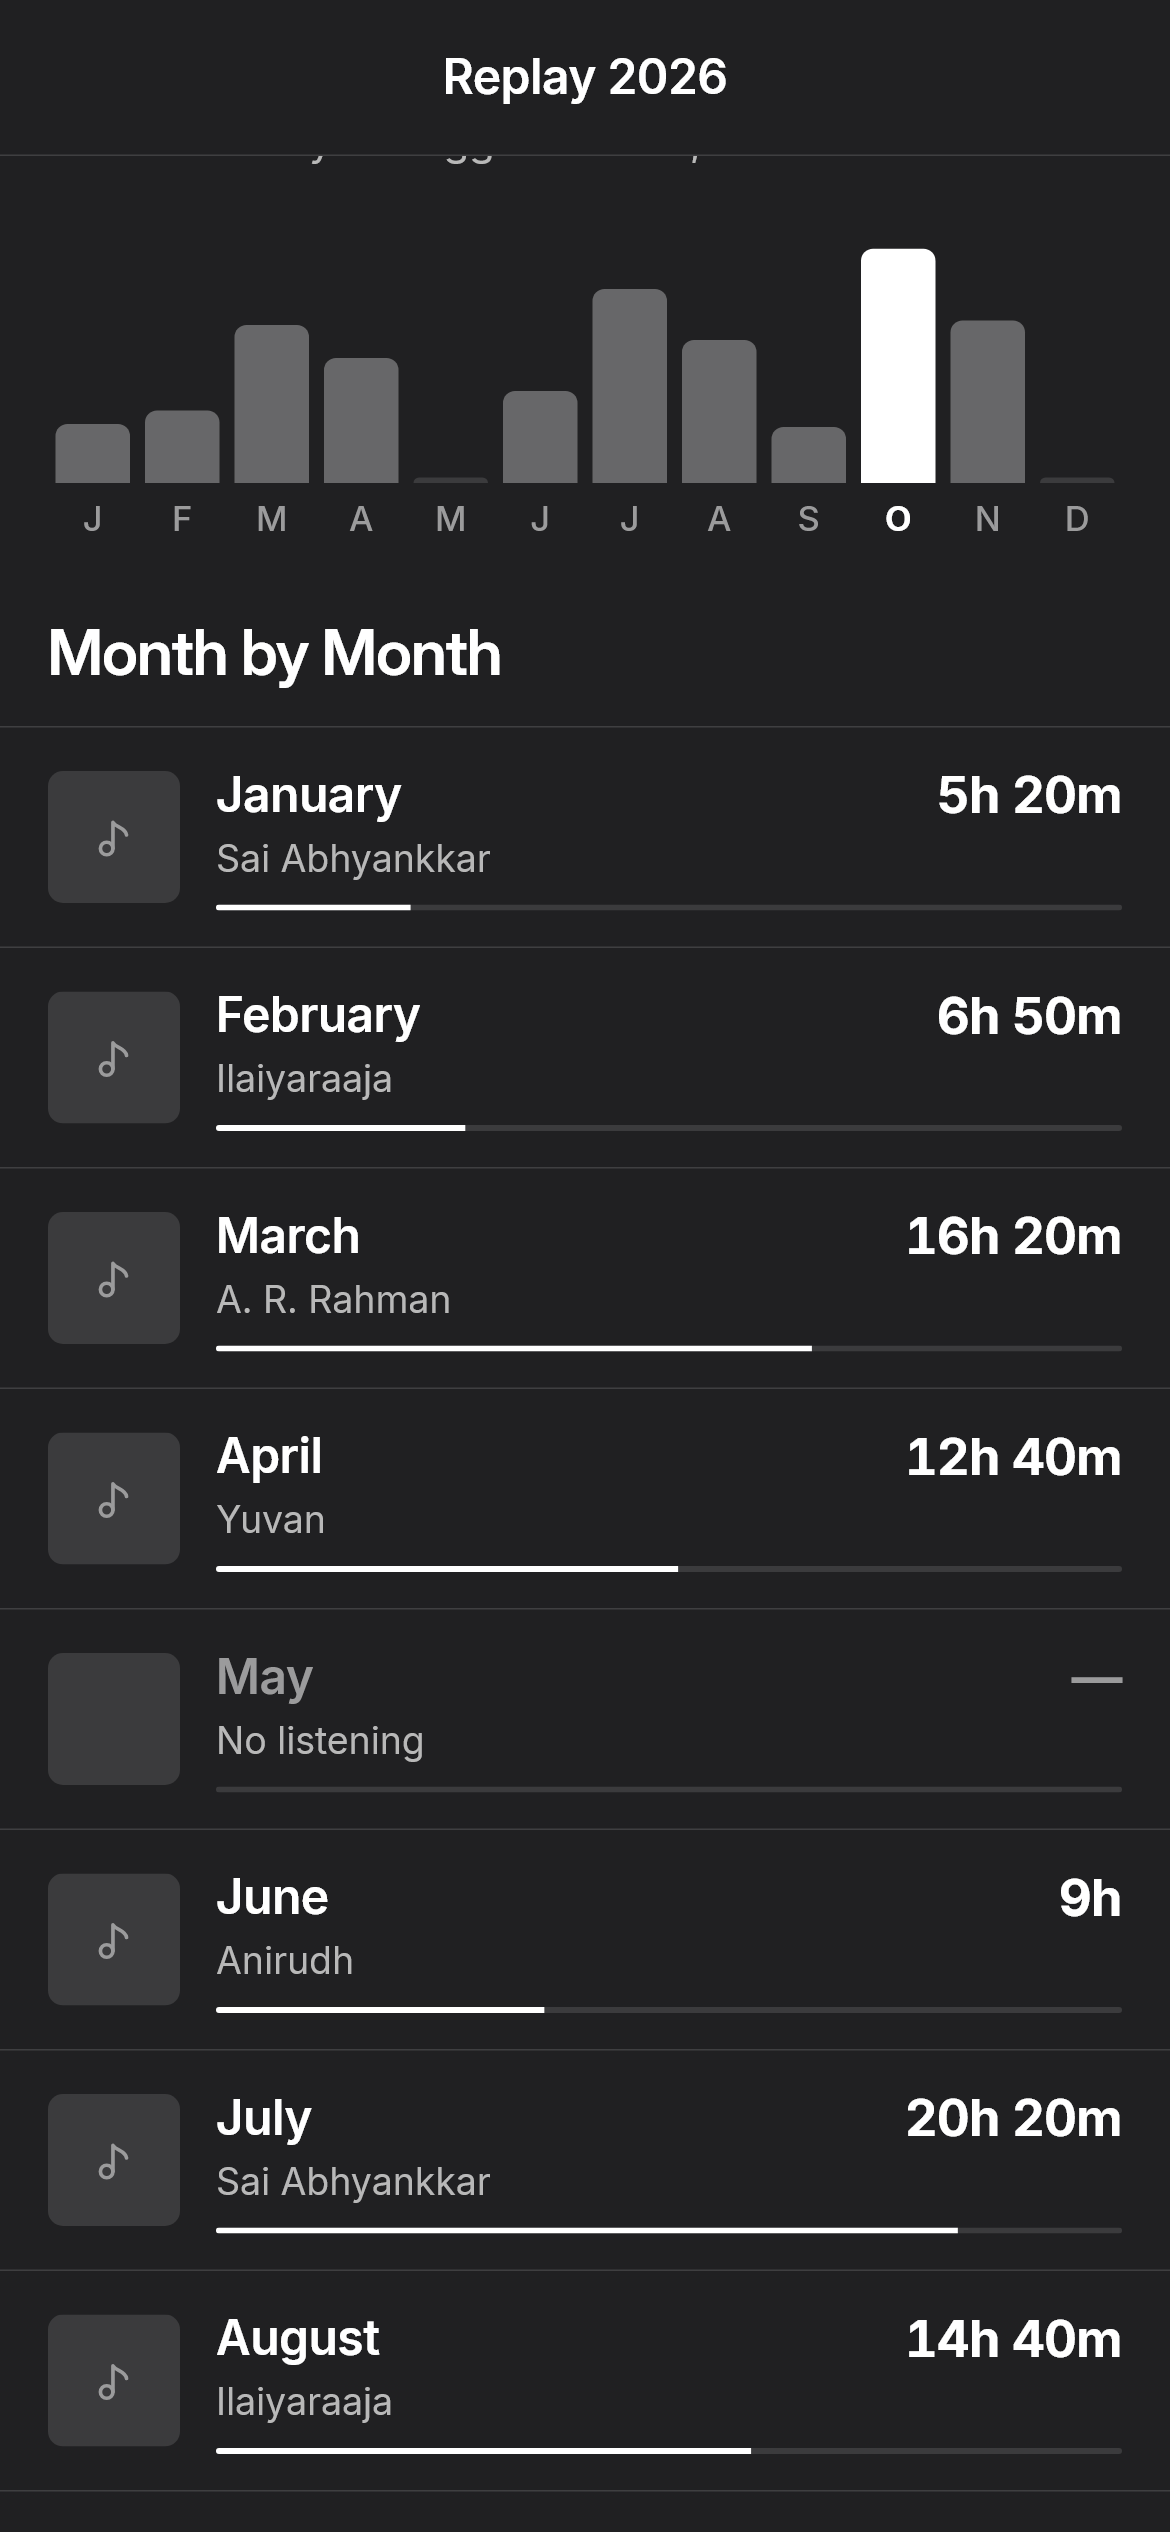 Replay 2026
J F M A M J J A S O N D
Month by Month
January 5h 20m
Sai Abhyankkar
February 6h 50m
Ilaiyaraaja
March 16h 20m
A. R. Rahman
April 12h 40m
Yuvan
May —
No listening
June 9h
Anirudh
July 20h 20m
Sai Abhyankkar
August 14h 40m
Ilaiyaraaja